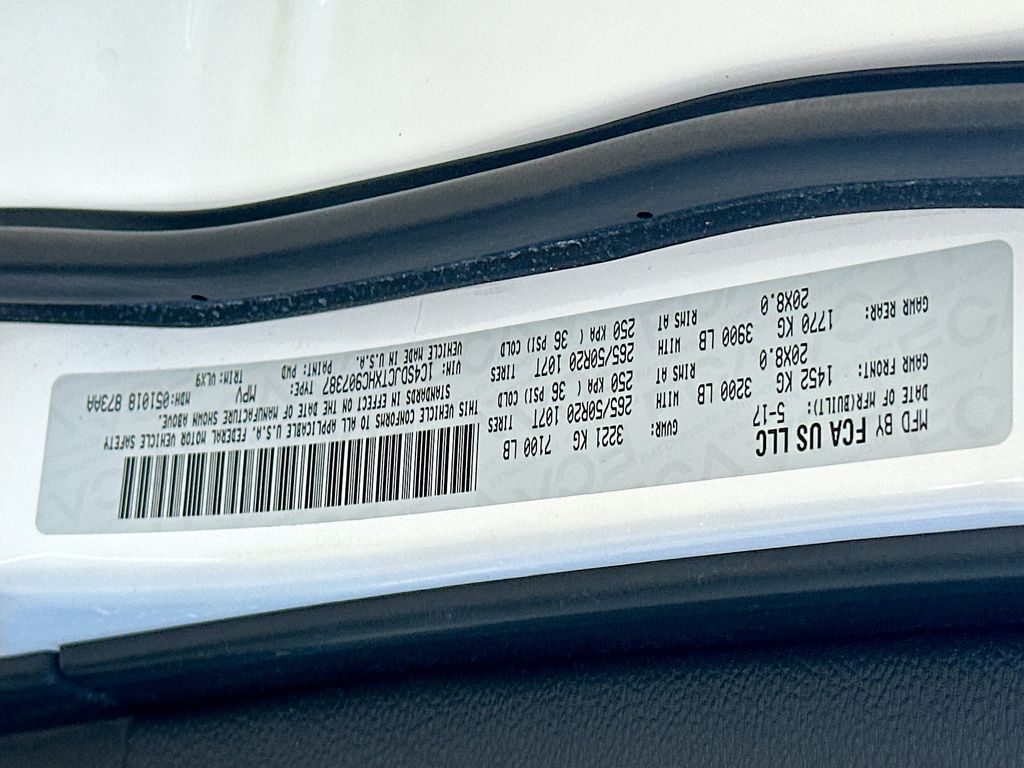 MFD BY FCA US LLC
DATE OF MFR(BUILT): 5-17 GVWR: 3221 KG 7100 LB
GAWR FRONT: 1452 KG 3200 LB WITH 265/50R20 107T TIRES
20X8.0 RIMS AT 250 KPA ( 36 PSI) COLD
GAWR REAR: 1770 KG 3900 LB WITH 265/50R20 107T TIRES
20X8.0 RIMS AT 250 KPA ( 36 PSI) COLD
THIS VEHICLE CONFORMS TO ALL APPLICABLE U.S.A. FEDERAL MOTOR VEHICLE SAFETY
STANDARDS IN EFFECT ON THE DATE OF MANUFACTURE SHOWN ABOVE.
VIN: 1C4SDJCTXHC907387 TYPE: MPV MDH:051018 873AA
VEHICLE MADE IN U.S.A. PAINT: PWD TRIM: ULX9